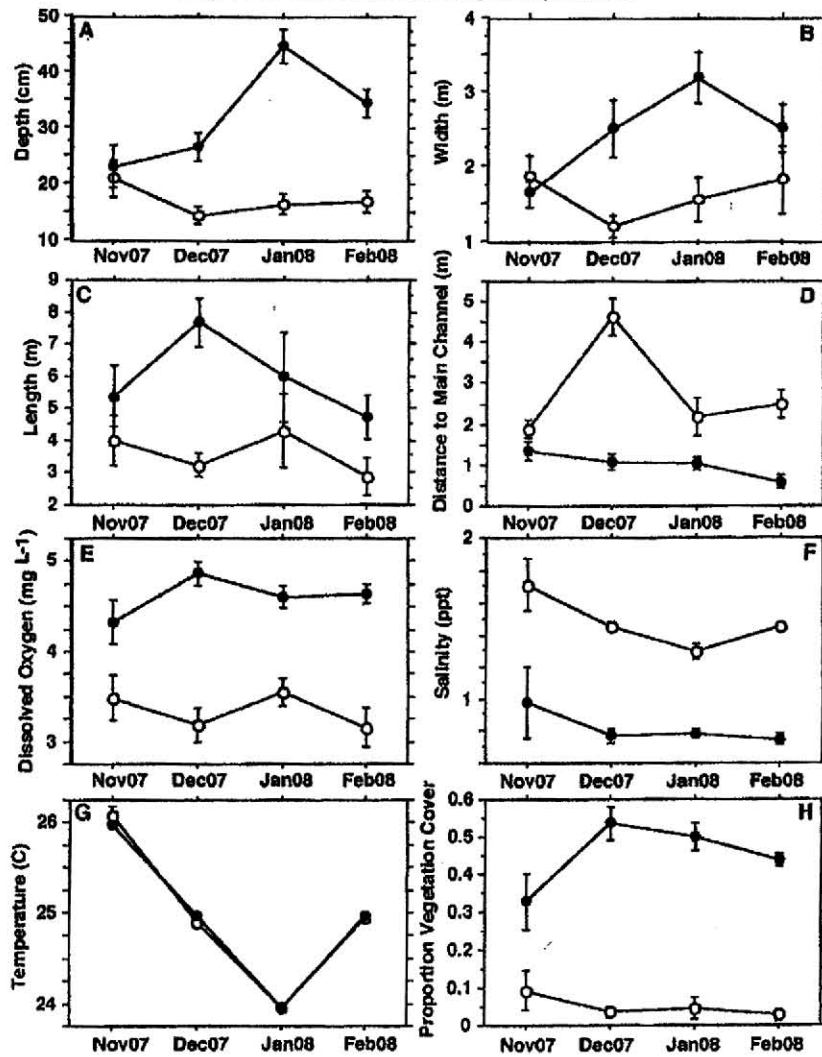 A
B
Depth (cm)
50
40
30
20
10
Nov07 Dec07 Jan08 Feb08
Width (m)
4
3
2
1
Nov07 Dec07 Jan08 Feb08
C
D
Length (m)
9
8
7
6
5
4
3
2
Nov07 Dec07 Jan08 Feb08
Distance to Main Channel (m)
5
4
3
2
1
0
Nov07 Dec07 Jan08 Feb08
E
F
Dissolved Oxygen (mg L-1)
5
4
3
Nov07 Dec07 Jan08 Feb08
Salinity (ppt)
2
1
Nov07 Dec07 Jan08 Feb08
G
H
Temperature (C)
26
25
24
Nov07 Dec07 Jan08 Feb08
Proportion Vegetation Cover
0.6
0.5
0.4
0.3
0.2
0.1
0
Nov07 Dec07 Jan08 Feb08